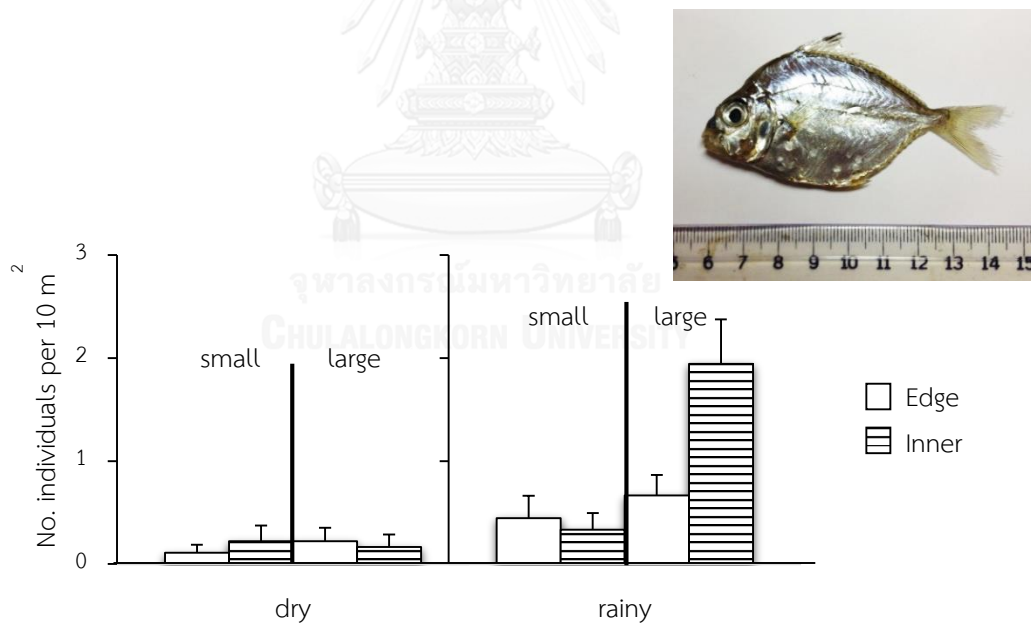 5 6 7 8 9 10 11 12 13 14 15
จุฬาลงกรณ์มหาวิทยาลัย
CHULALONGKORN UNIVERSITY
No. individuals per 10 m 2
3
2
1
0
small large
small large
dry rainy
Edge
Inner